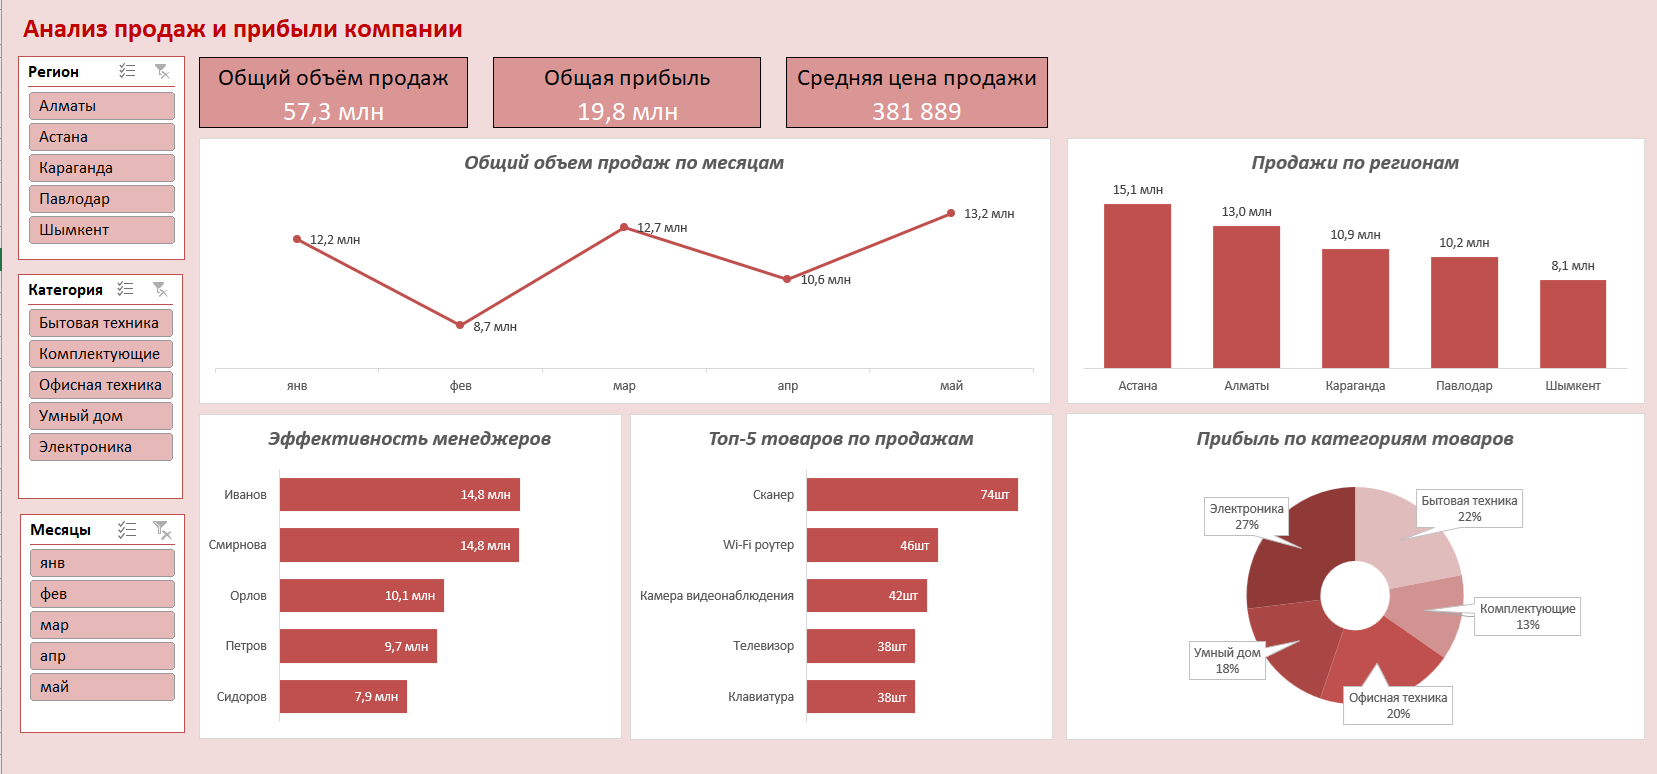 Анализ продаж и прибыли компании
Регион
Алматы
Астана
Караганда
Павлодар
Шымкент
Категория
Бытовая техника
Комплектующие
Офисная техника
Умный дом
Электроника
Месяцы
янв
фев
мар
апр
май
Общий объём продаж
57,3 млн
Общая прибыль
19,8 млн
Средняя цена продажи
381 889
Общий объем продаж по месяцам
12,2 млн
8,7 млн
12,7 млн
10,6 млн
13,2 млн
янв
фев
мар
апр
май
Продажи по регионам
15,1 млн
13,0 млн
10,9 млн
10,2 млн
8,1 млн
Астана
Алматы
Караганда
Павлодар
Шымкент
Эффективность менеджеров
Иванов 14,8 млн
Смирнова 14,8 млн
Орлов 10,1 млн
Петров 9,7 млн
Сидоров 7,9 млн
Топ-5 товаров по продажам
Сканер 74шт
Wi-Fi роутер 46шт
Камера видеонаблюдения 42шт
Телевизор 38шт
Клавиатура 38шт
Прибыль по категориям товаров
Бытовая техника
22%
Комплектующие
13%
Офисная техника
20%
Умный дом
18%
Электроника
27%